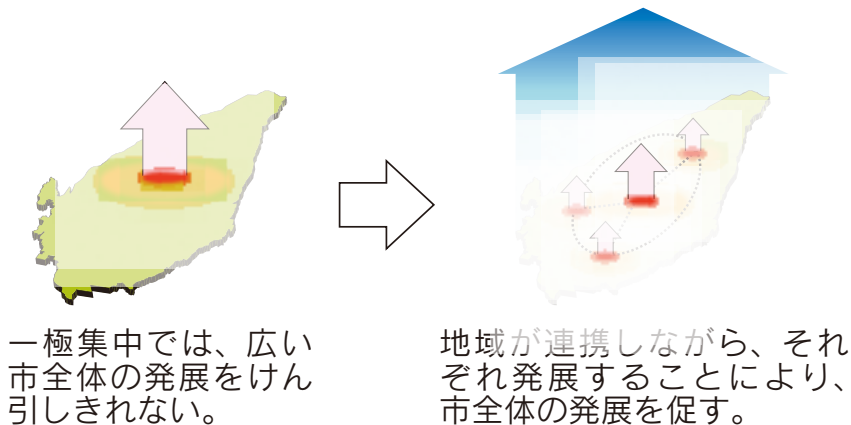 一極集中では、広い
市全体の発展をけん
引しきれない。
地域が連携しながら、それ
ぞれ発展することにより、
市全体の発展を促す。